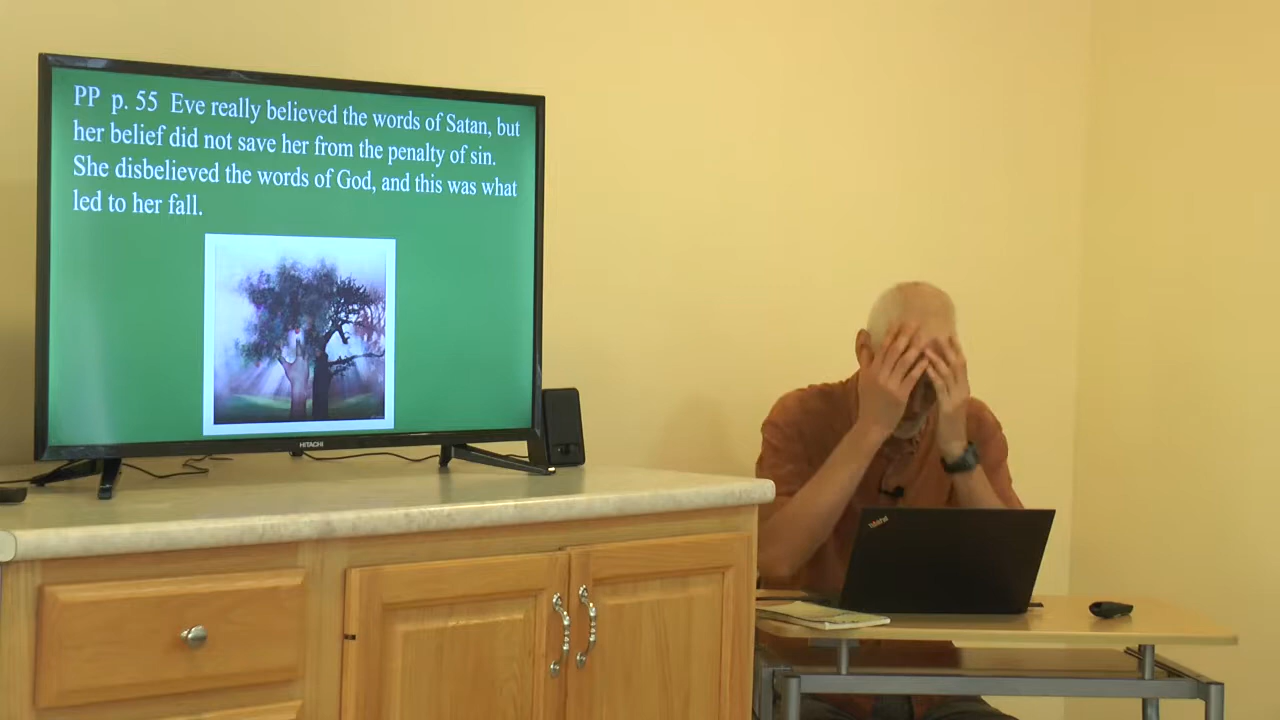 PP p. 55 Eve really believed the words of Satan, but
her belief did not save her from the penalty of sin.
She disbelieved the words of God, and this was what
led to her fall.
HITACHI
ThinkPad